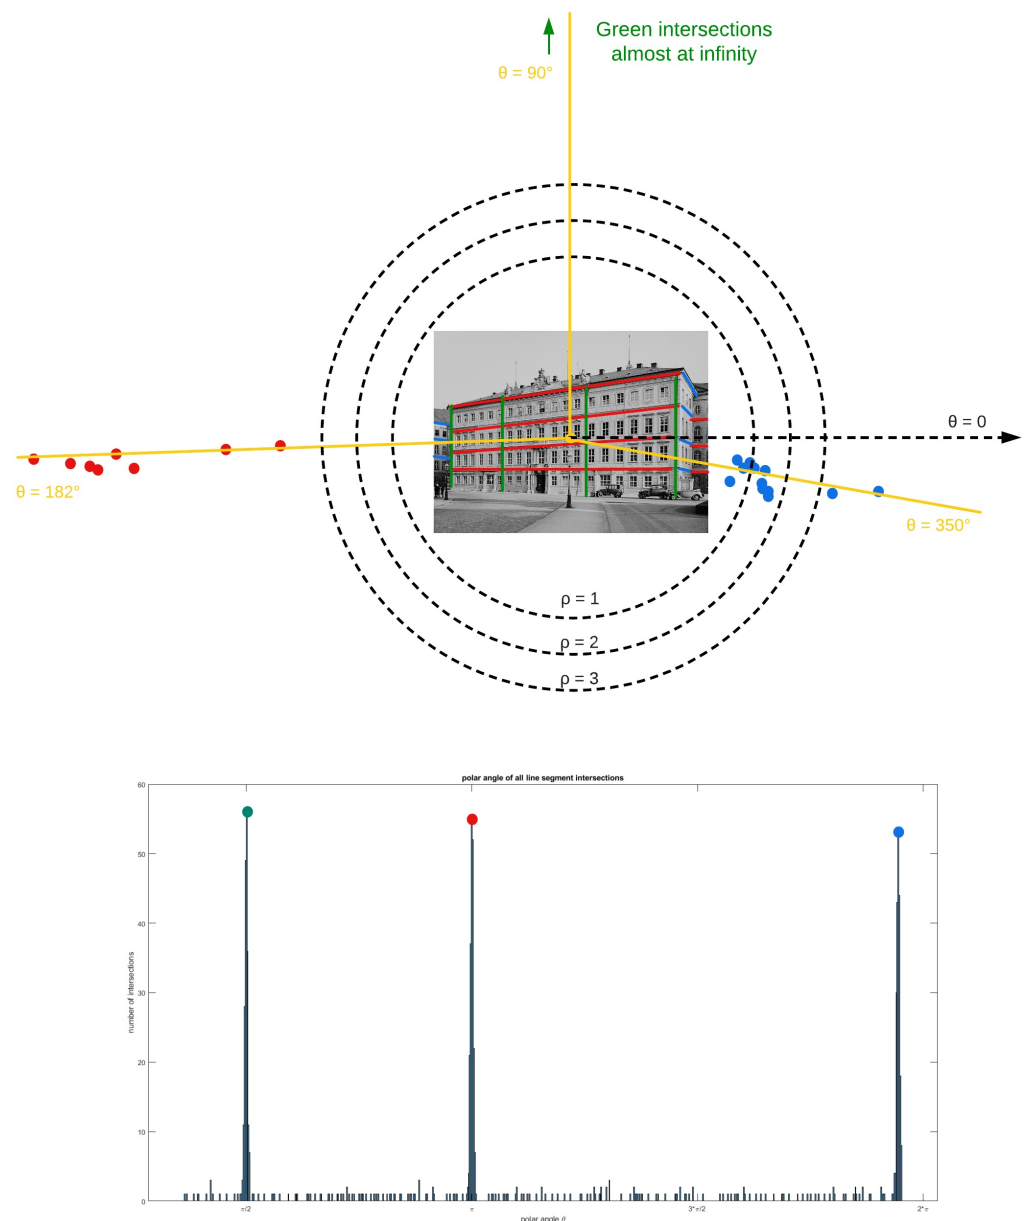 Green intersections
almost at infinity
θ = 90°
θ = 0
θ = 182°
θ = 350°
ρ = 1
ρ = 2
ρ = 3
polar angle of all line segment intersections
60
50
40
30
20
10
0
number of intersections
π/2
π
3*π/2
2*π
polar angle θ